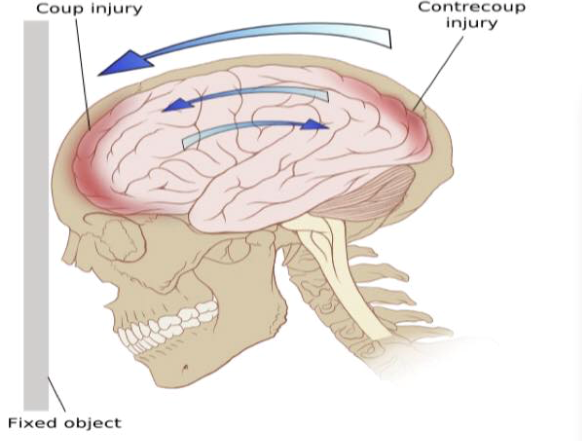 Coup injury
Contrecoup
injury
Fixed object